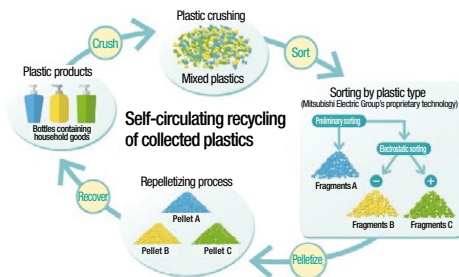 Plastic crushing
Mixed plastics
Crush
Sort
Plastic products
Bottles containing
household goods
Self-circulating recycling
of collected plastics
Sorting by plastic type
(Mitsubishi Electric Group's proprietary technology)
Preliminary sorting
Electrostatic sorting
Fragments A
−
+
Fragments B
Fragments C
Pelletize
Repelletizing process
Pellet A
Pellet B
Pellet C
Recover